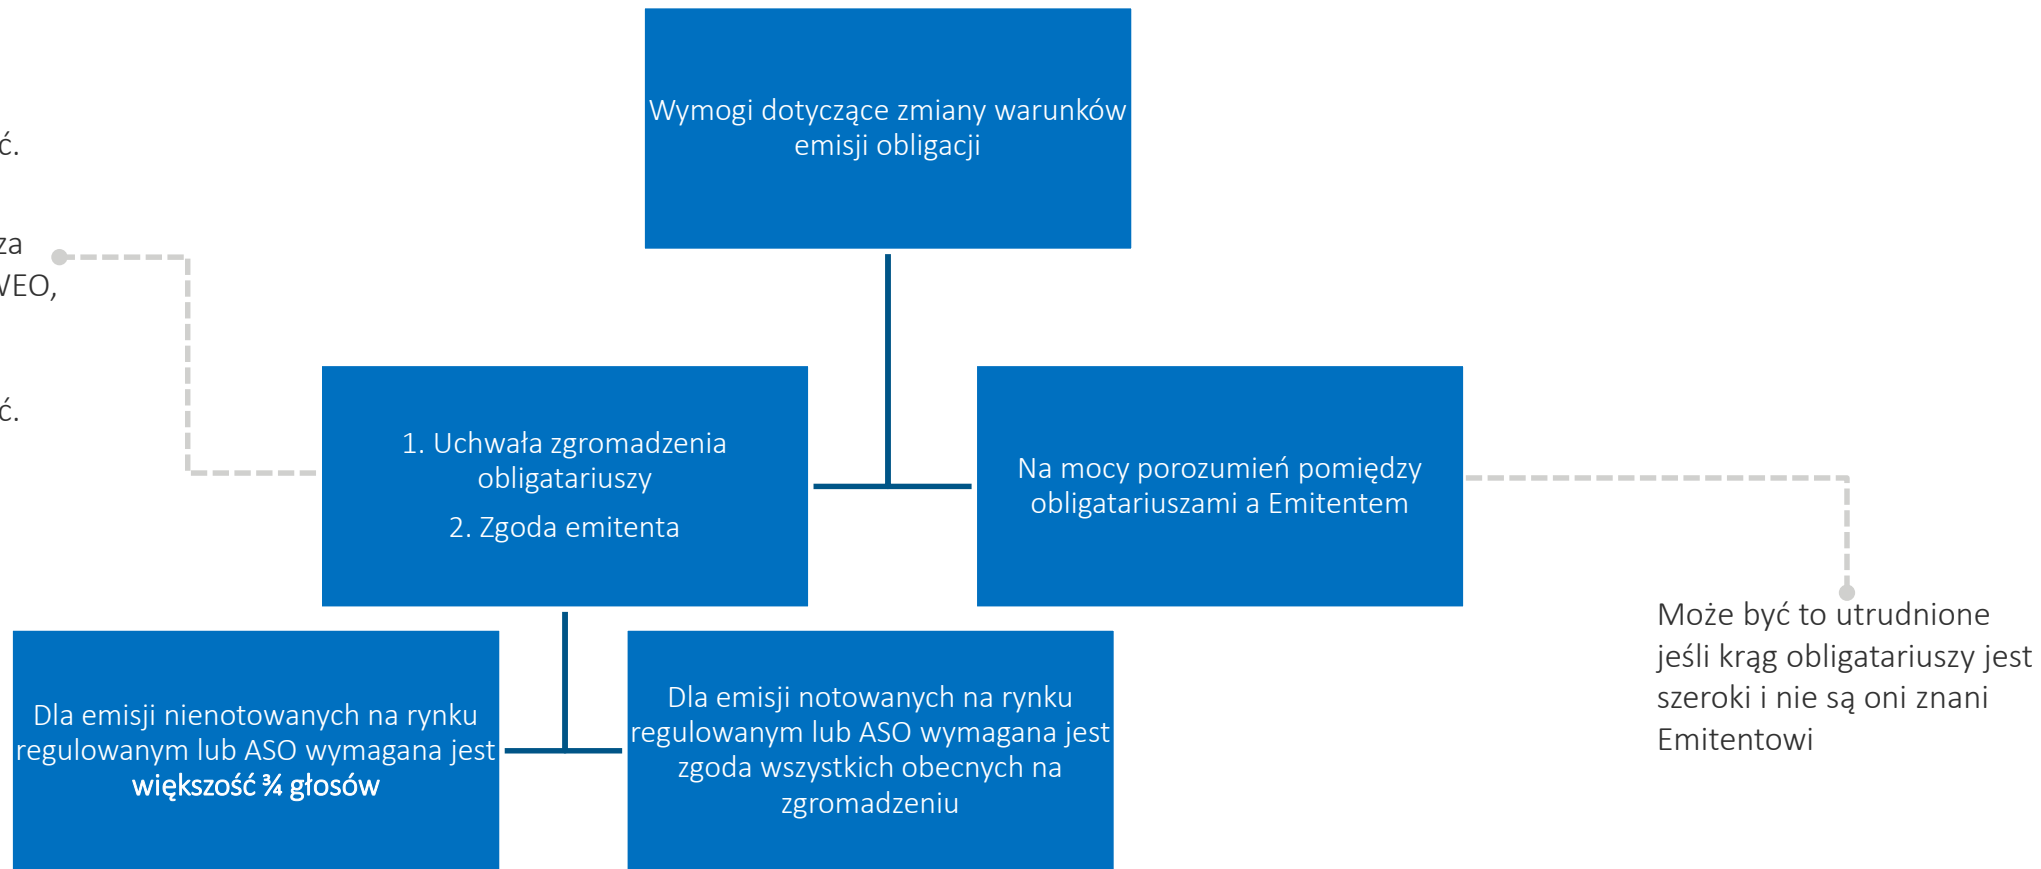 Wymogi dotyczące zmiany warunków
emisji obligacji
ć.
za
WEO,
ć.
1. Uchwała zgromadzenia
obligatariuszy
2. Zgoda emitenta
Na mocy porozumień pomiędzy
obligatariuszami a Emitentem
Może być to utrudnione
jeśli krąg obligatariuszy jest
szeroki i nie są oni znani
Emitentowi
Dla emisji nienotowanych na rynku
regulowanym lub ASO wymagana jest
większość ¾ głosów
Dla emisji notowanych na rynku
regulowanym lub ASO wymagana jest
zgoda wszystkich obecnych na
zgromadzeniu